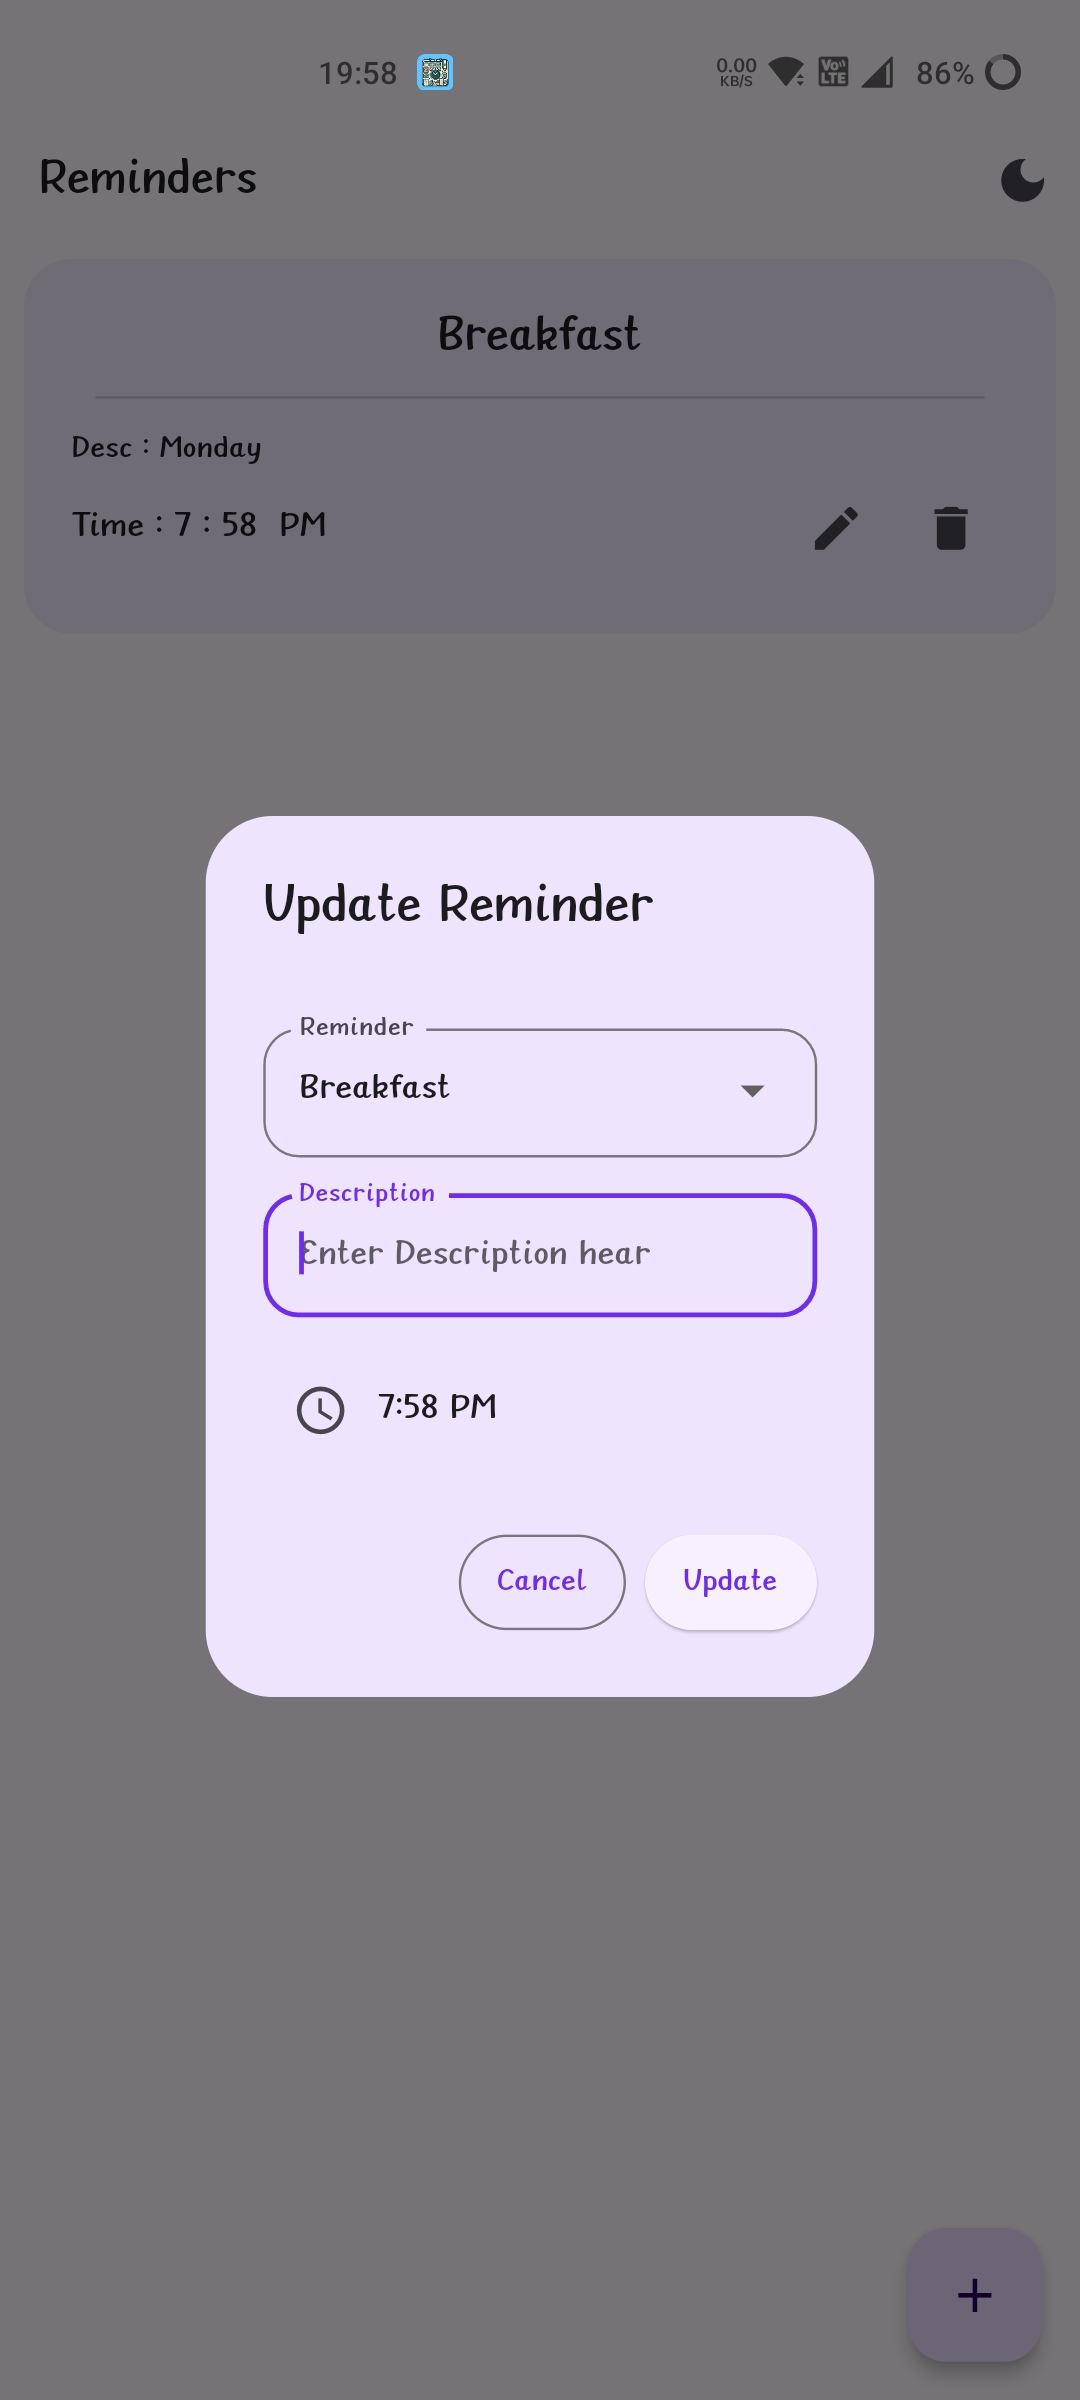 19:58 0.00 KB/S Vo LTE 86%
Reminders
Breakfast
Desc : Monday
Time : 7 : 58 PM
Update Reminder
Reminder
Breakfast
Description
Enter Description hear
7:58 PM
Cancel Update
+